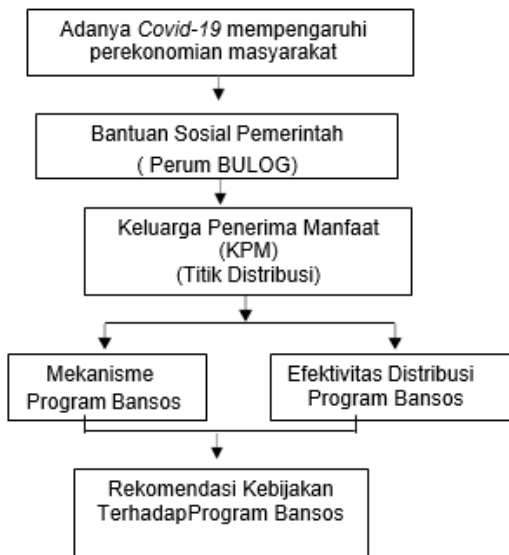 Adanya Covid-19 mempengaruhi
perekonomian masyarakat
Bantuan Sosial Pemerintah
( Perum BULOG)
Keluarga Penerima Manfaat
(KPM)
(Titik Distribusi)
Mekanisme
Program Bansos
Efektivitas Distribusi
Program Bansos
Rekomendasi Kebijakan
TerhadapProgram Bansos